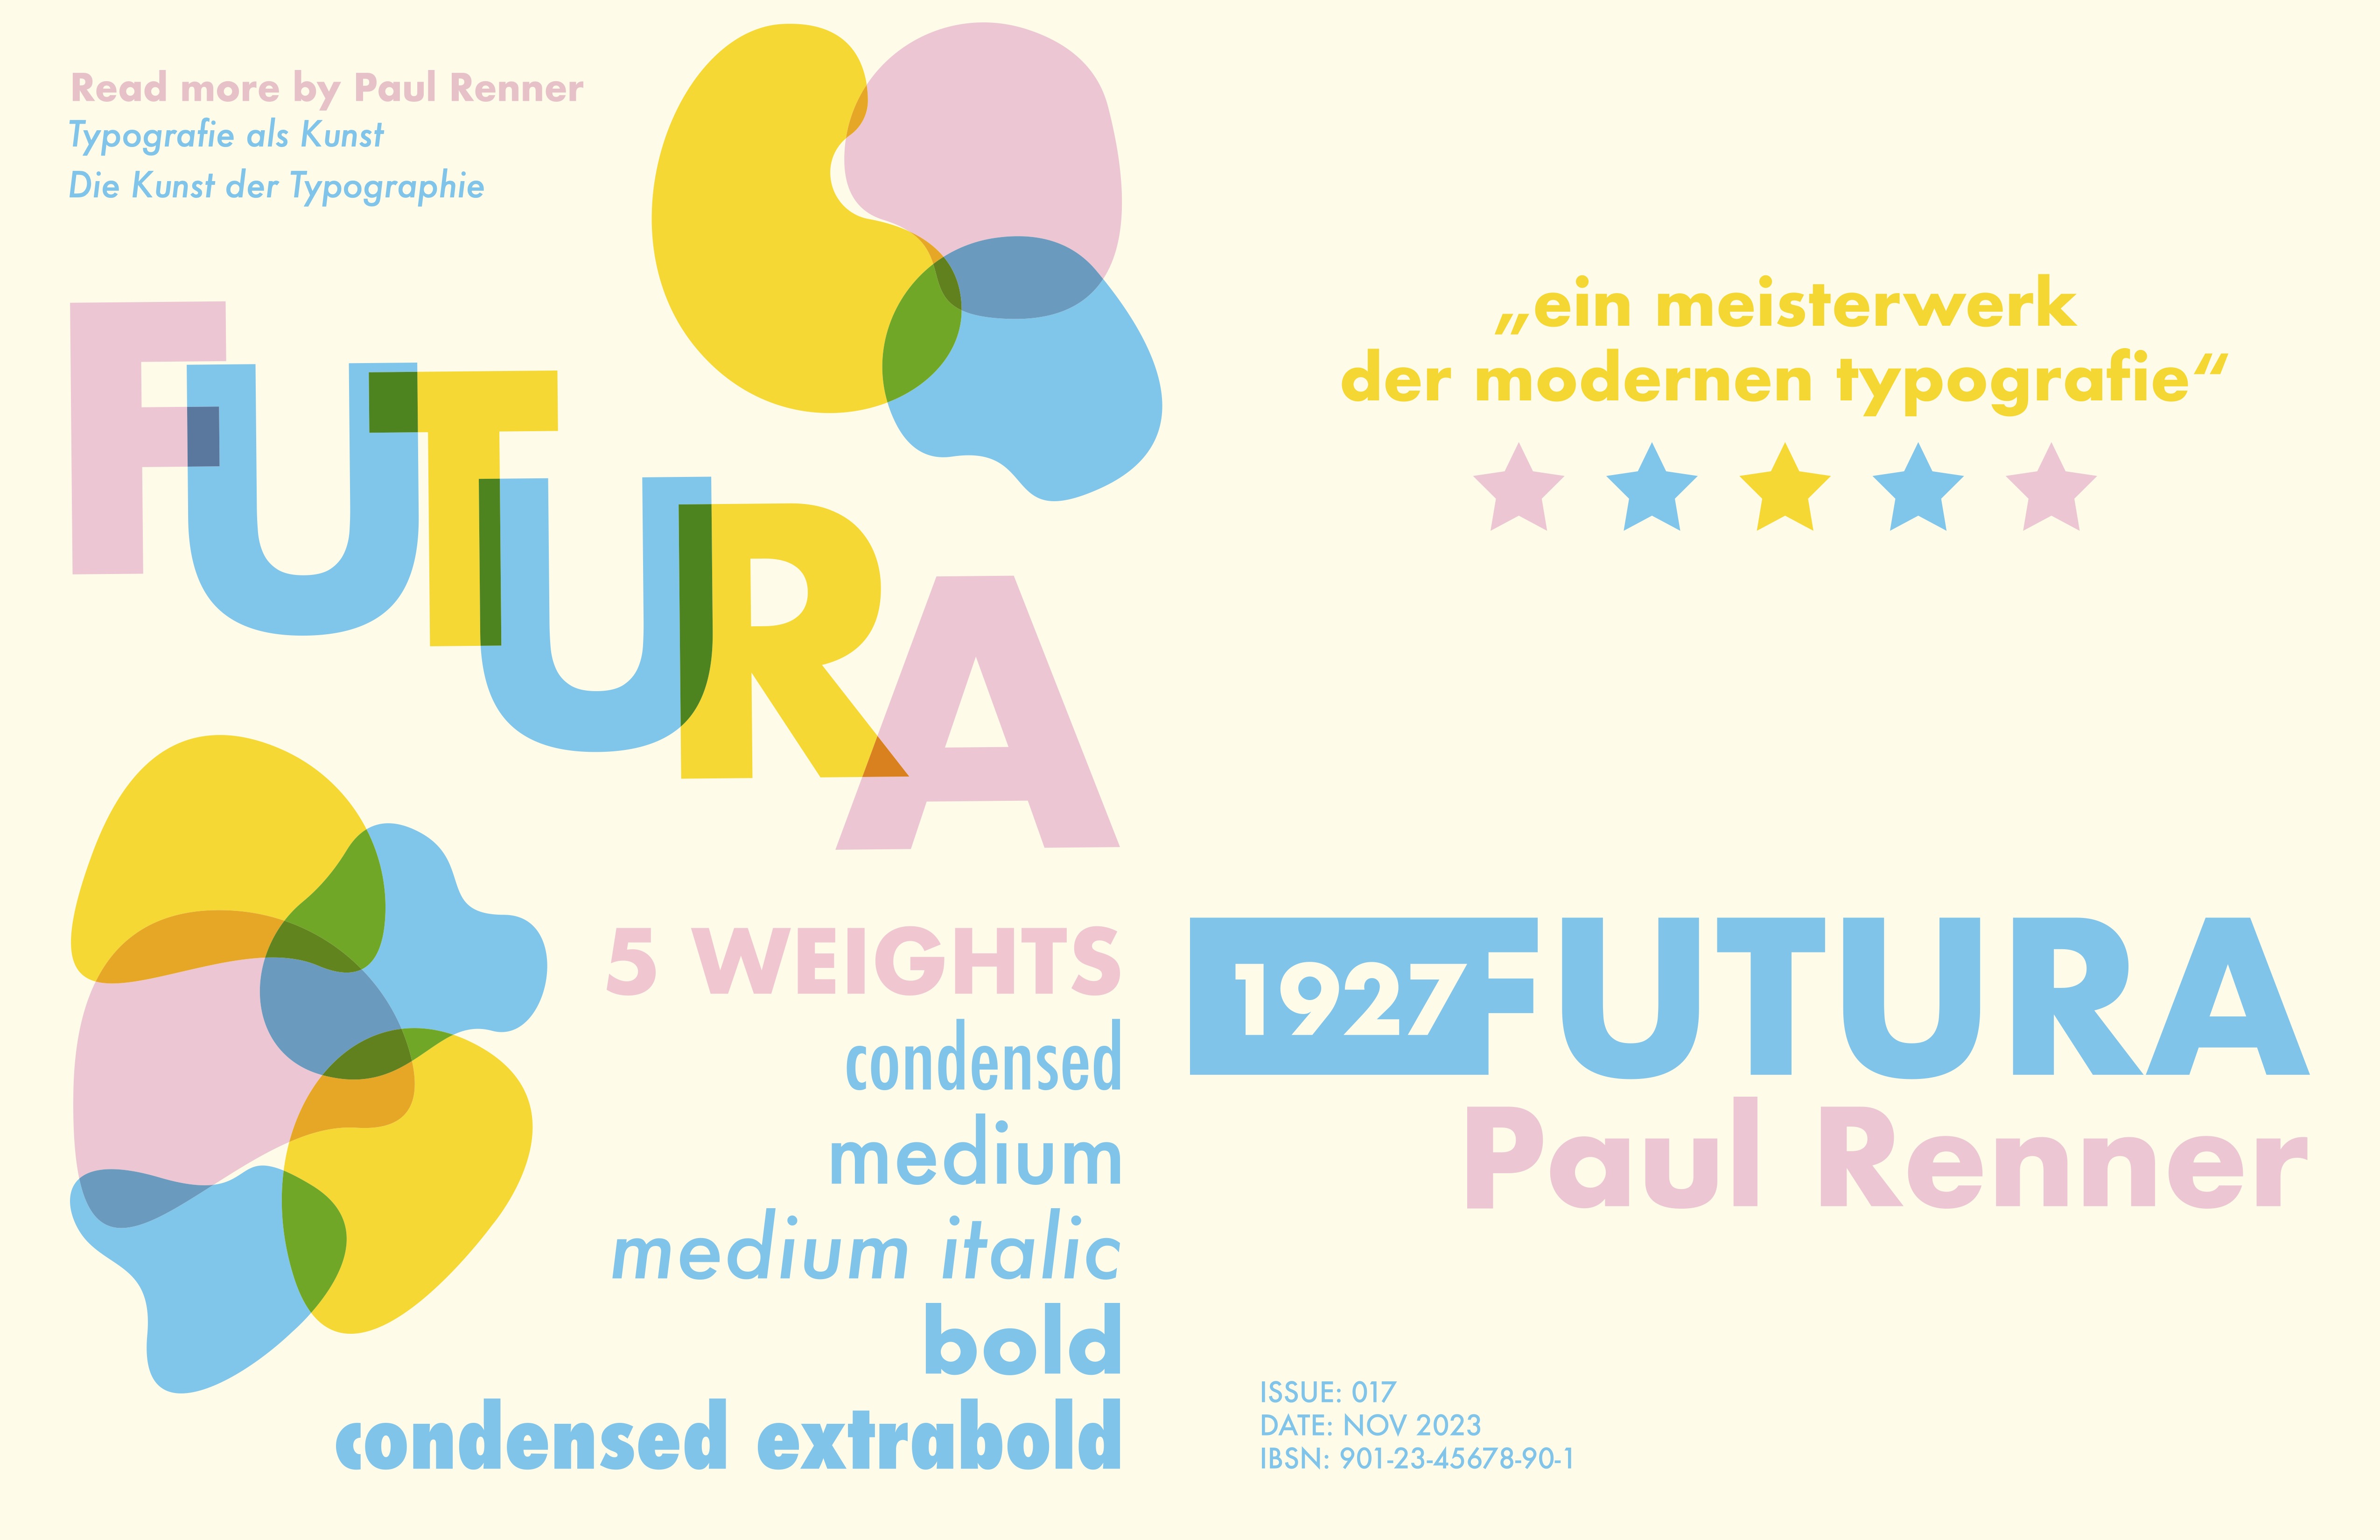 Read more by Paul Renner
Typografie als Kunst
Die Kunst der Typographie
FUTURA
5 WEIGHTS
condensed
medium
medium italic
bold
condensed extrabold
„ein meisterwerk
der modernen typografie“
1927 FUTURA
Paul Renner
ISSUE: 017
DATE: NOV 2023
IBSN: 901-23-45678-90-1